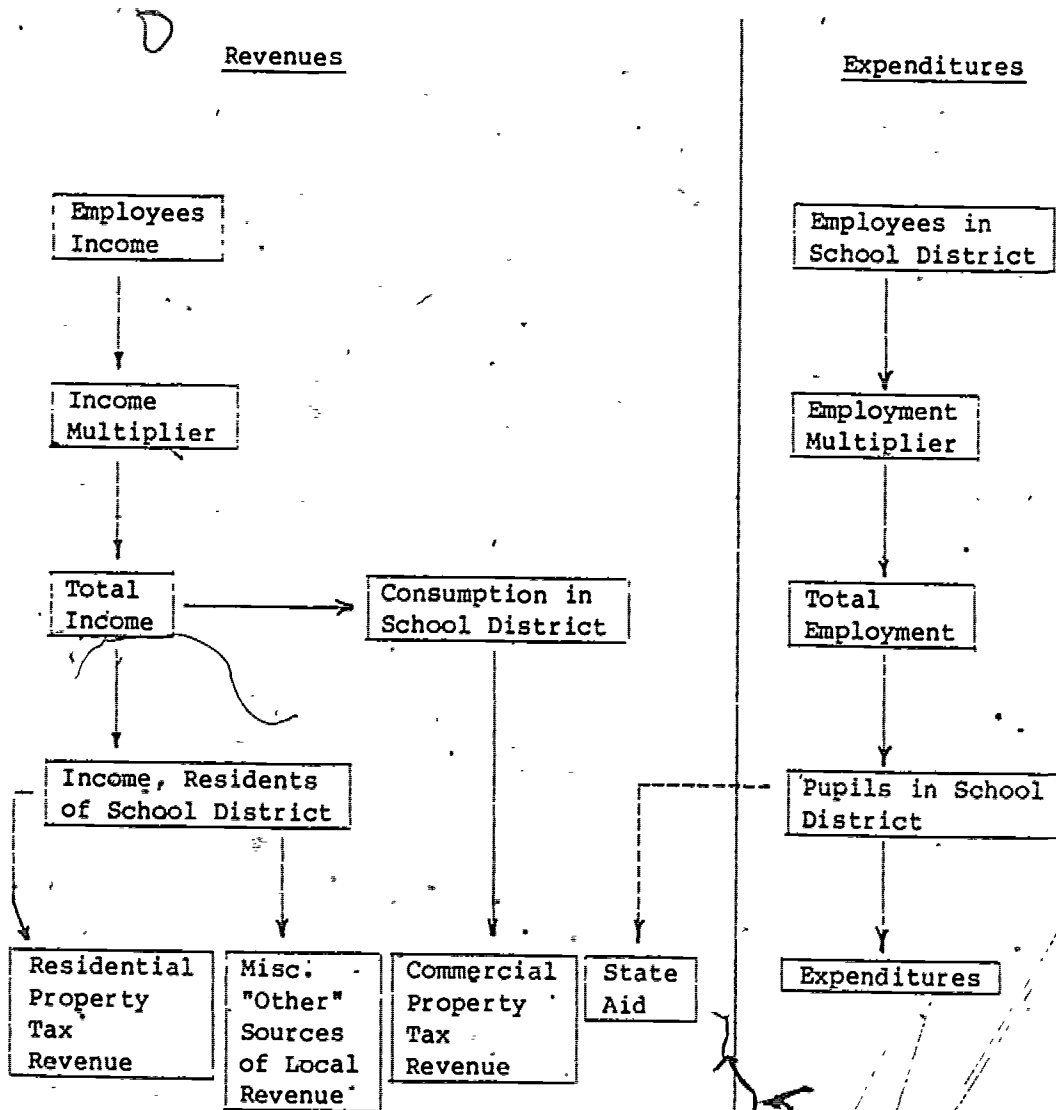 Revenues
Employees
Income
Income
Multiplier
Total
Income
Consumption in
School District
Income, Residents
of School District
Residential
Property
Tax
Revenue
Misc.
"Other"
Sources
of Local
Revenue
Commercial
Property
Tax
Revenue
State
Aid
Expenditures
Employees in
School District
Employment
Multiplier
Total
Employment
Pupils in School
District
Expenditures